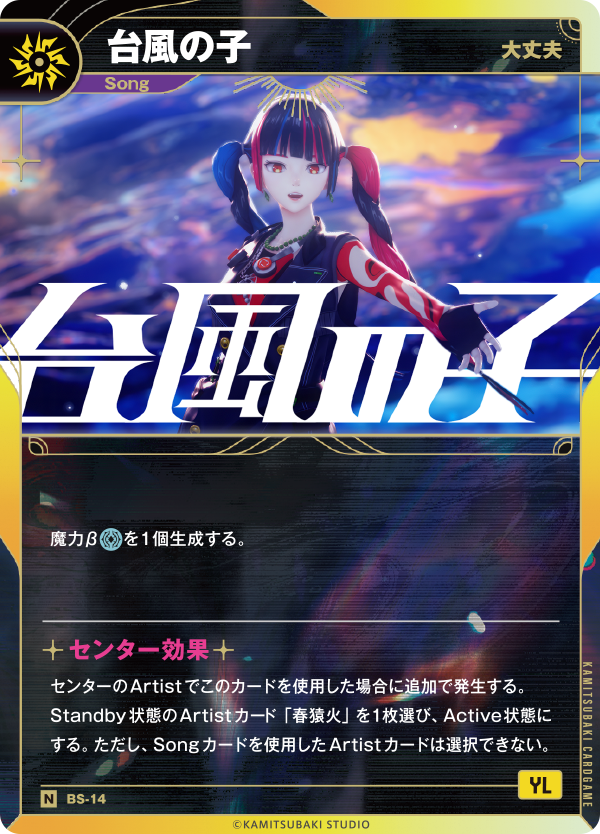 台風の子
大丈夫
Song
台風の子
魔力βを1個生成する。
センター効果
センターのArtistでこのカードを使用した場合に追加で発生する。
Standby状態のArtistカード「春猿火」を1枚選び、Active状態に
する。ただし、Songカードを使用したArtistカードは選択できない。
KAMITSUBAKI CARDGAME
YL
N BS-14
©KAMITSUBAKI STUDIO